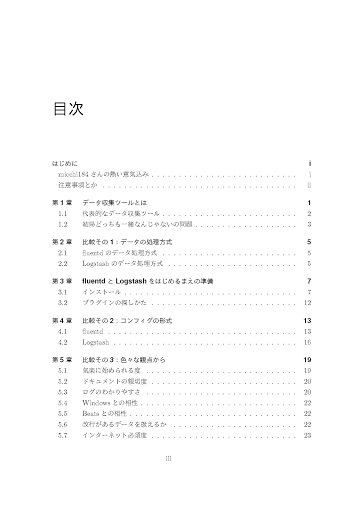 目次
はじめに ii
micchi184 さんの熱い意気込み . . . . . . . . . . . . . . . . . . . . . . . . . . . i
注意事項とか . . . . . . . . . . . . . . . . . . . . . . . . . . . . . . . . . . . ii
第 1 章 データ収集ツールとは 1
1.1 代表的なデータ収集ツール . . . . . . . . . . . . . . . . . . . . . . . . . 2
1.2 結局どっちも一緒なんじゃないの問題 . . . . . . . . . . . . . . . . . . . 3
第 2 章 比較その 1：データの処理方式 5
2.1 fluentd のデータ処理方式 . . . . . . . . . . . . . . . . . . . . . . . . . 5
2.2 Logstash のデータ処理方式 . . . . . . . . . . . . . . . . . . . . . . . . 5
第 3 章 fluentd と Logstash をはじめるまえの準備 7
3.1 インストール . . . . . . . . . . . . . . . . . . . . . . . . . . . . . . . . 7
3.2 プラグインの探しかた . . . . . . . . . . . . . . . . . . . . . . . . . . . 12
第 4 章 比較その 2：コンフィグの形式 13
4.1 fluentd . . . . . . . . . . . . . . . . . . . . . . . . . . . . . . . . . . . 13
4.2 Logstash . . . . . . . . . . . . . . . . . . . . . . . . . . . . . . . . . . 16
第 5 章 比較その 3：色々な観点から 19
5.1 気楽に始められる度 . . . . . . . . . . . . . . . . . . . . . . . . . . . . 19
5.2 ドキュメントの親切度 . . . . . . . . . . . . . . . . . . . . . . . . . . . 20
5.3 ログのわかりやすさ . . . . . . . . . . . . . . . . . . . . . . . . . . . . 20
5.4 Windows との相性 . . . . . . . . . . . . . . . . . . . . . . . . . . . . . 22
5.5 Beats との相性 . . . . . . . . . . . . . . . . . . . . . . . . . . . . . . . 22
5.6 改行があるデータを扱えるか . . . . . . . . . . . . . . . . . . . . . . . . 22
5.7 インターネット必須度 . . . . . . . . . . . . . . . . . . . . . . . . . . . 23
iii